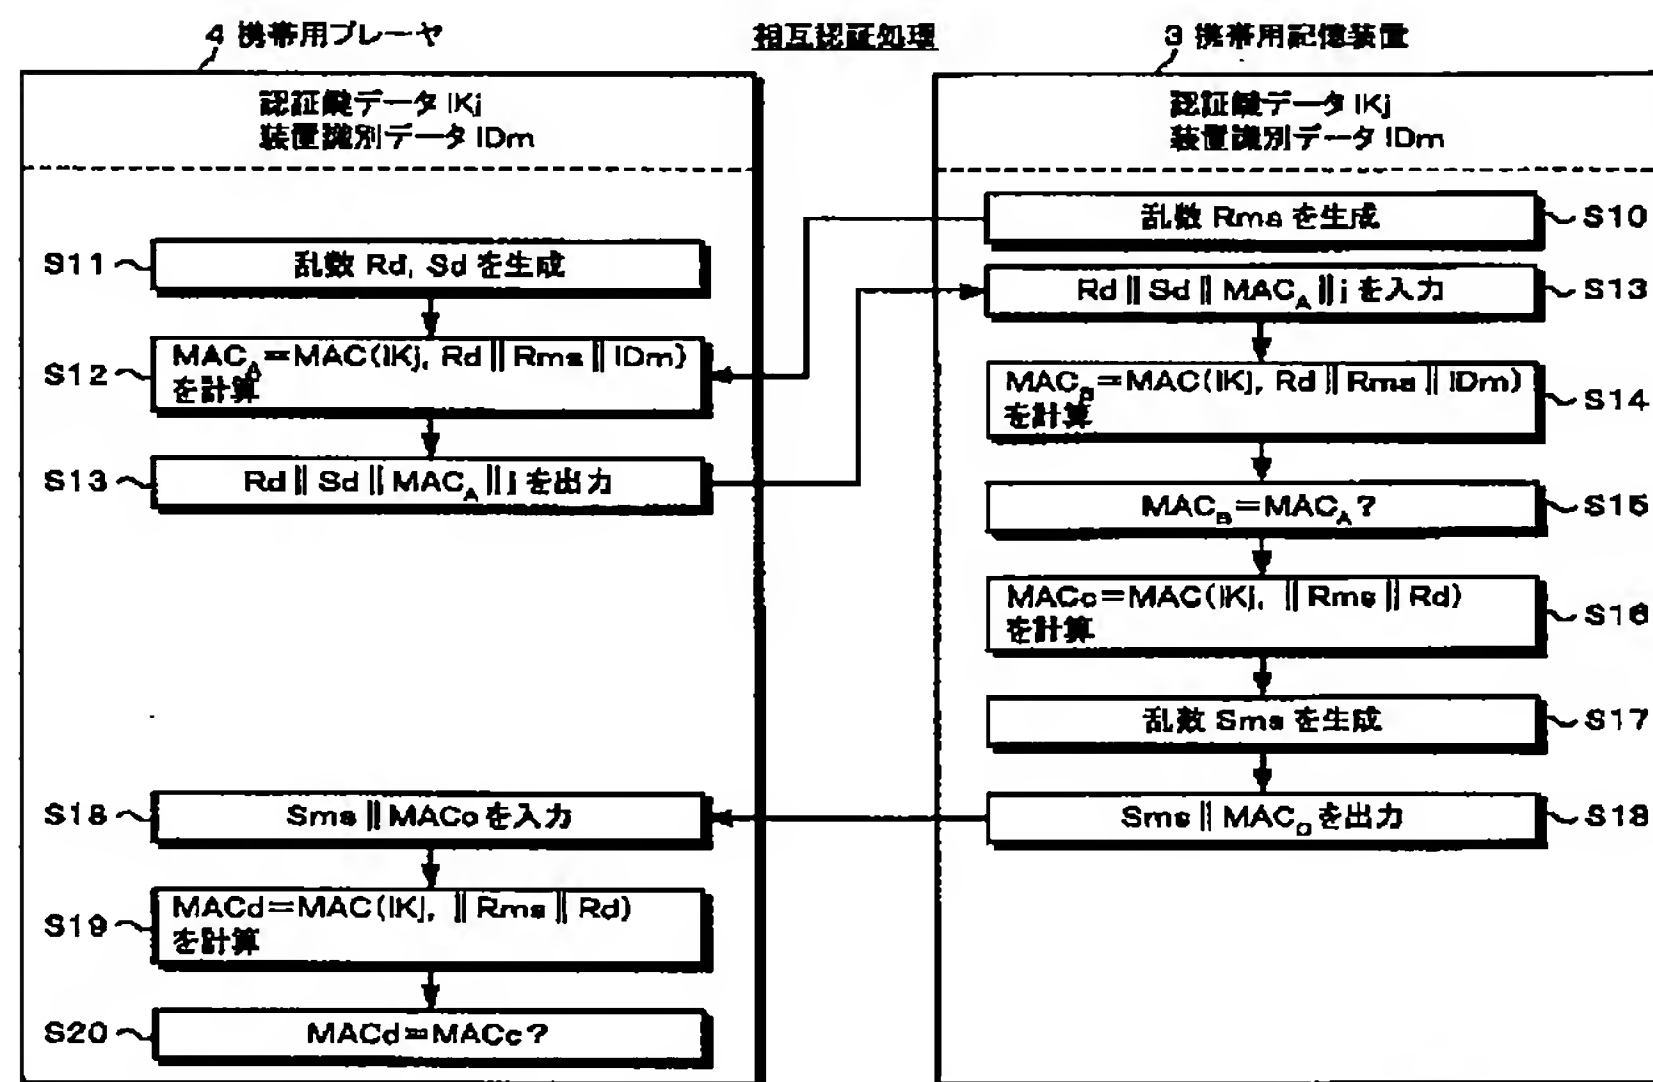 相互認証処理
4 携帯用プレーヤ
認証鍵データ IKj
装置識別データ IDm
S11
乱数 Rd, Sd を生成
S12
MAC_A=MAC(IKj, Rd‖Rms‖IDm)
を計算
S13
Rd‖Sd‖MAC_A‖j を出力
S18
Sms‖MACc を入力
S19
MACd=MAC(IKj, ‖Rms‖Rd)
を計算
S20
MACd=MACc?
3 携帯用記憶装置
認証鍵データ IKj
装置識別データ IDm
乱数 Rms を生成
S10
Rd‖Sd‖MAC_A‖j を入力
S13
MAC_B=MAC(IKj, Rd‖Rms‖IDm)
を計算
S14
MAC_B=MAC_A?
S15
MACc=MAC(IKj, ‖Rms‖Rd)
を計算
S16
乱数 Sms を生成
S17
Sms‖MAC_C を出力
S18